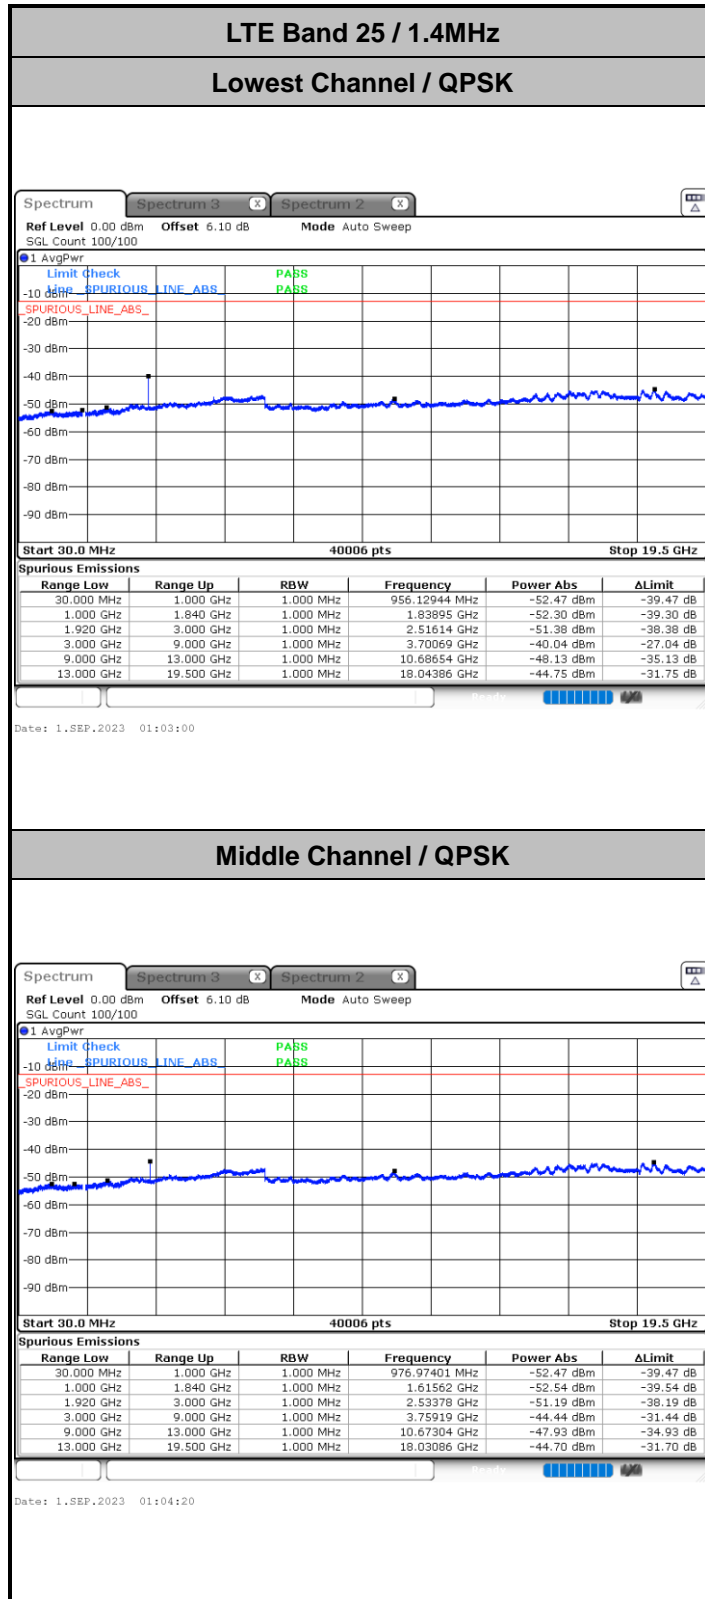 LTE Band 25 / 1.4MHz
Lowest Channel / QPSK
Spectrum Spectrum 3 X Spectrum 2 X
Ref Level 0.00 dBm Offset 6.10 dB Mode Auto Sweep
SGL Count 100/100
1 AvgPwr
Limit Check PASS
-10 dBm Line _SPURIOUS_LINE_ABS_ PASS
_SPURIOUS_LINE_ABS_
-20 dBm
-30 dBm
-40 dBm
-50 dBm
-60 dBm
-70 dBm
-80 dBm
-90 dBm
Start 30.0 MHz 40006 pts Stop 19.5 GHz
Spurious Emissions
Range Low Range Up RBW Frequency Power Abs ΔLimit
30.000 MHz 1.000 GHz 1.000 MHz 956.12944 MHz -52.47 dBm -39.47 dB
1.000 GHz 1.840 GHz 1.000 MHz 1.83895 GHz -52.30 dBm -39.30 dB
1.920 GHz 3.000 GHz 1.000 MHz 2.51614 GHz -51.38 dBm -38.38 dB
3.000 GHz 9.000 GHz 1.000 MHz 3.70069 GHz -40.04 dBm -27.04 dB
9.000 GHz 13.000 GHz 1.000 MHz 10.68654 GHz -48.13 dBm -35.13 dB
13.000 GHz 19.500 GHz 1.000 MHz 18.04386 GHz -44.75 dBm -31.75 dB
Ready
Date: 1.SEP.2023 01:03:00
Middle Channel / QPSK
Spectrum Spectrum 3 X Spectrum 2 X
Ref Level 0.00 dBm Offset 6.10 dB Mode Auto Sweep
SGL Count 100/100
1 AvgPwr
Limit Check PASS
-10 dBm Line _SPURIOUS_LINE_ABS_ PASS
_SPURIOUS_LINE_ABS_
-20 dBm
-30 dBm
-40 dBm
-50 dBm
-60 dBm
-70 dBm
-80 dBm
-90 dBm
Start 30.0 MHz 40006 pts Stop 19.5 GHz
Spurious Emissions
Range Low Range Up RBW Frequency Power Abs ΔLimit
30.000 MHz 1.000 GHz 1.000 MHz 976.97401 MHz -52.47 dBm -39.47 dB
1.000 GHz 1.840 GHz 1.000 MHz 1.61562 GHz -52.54 dBm -39.54 dB
1.920 GHz 3.000 GHz 1.000 MHz 2.53378 GHz -51.19 dBm -38.19 dB
3.000 GHz 9.000 GHz 1.000 MHz 3.75919 GHz -44.44 dBm -31.44 dB
9.000 GHz 13.000 GHz 1.000 MHz 10.67304 GHz -47.93 dBm -34.93 dB
13.000 GHz 19.500 GHz 1.000 MHz 18.03086 GHz -44.70 dBm -31.70 dB
Ready
Date: 1.SEP.2023 01:04:20